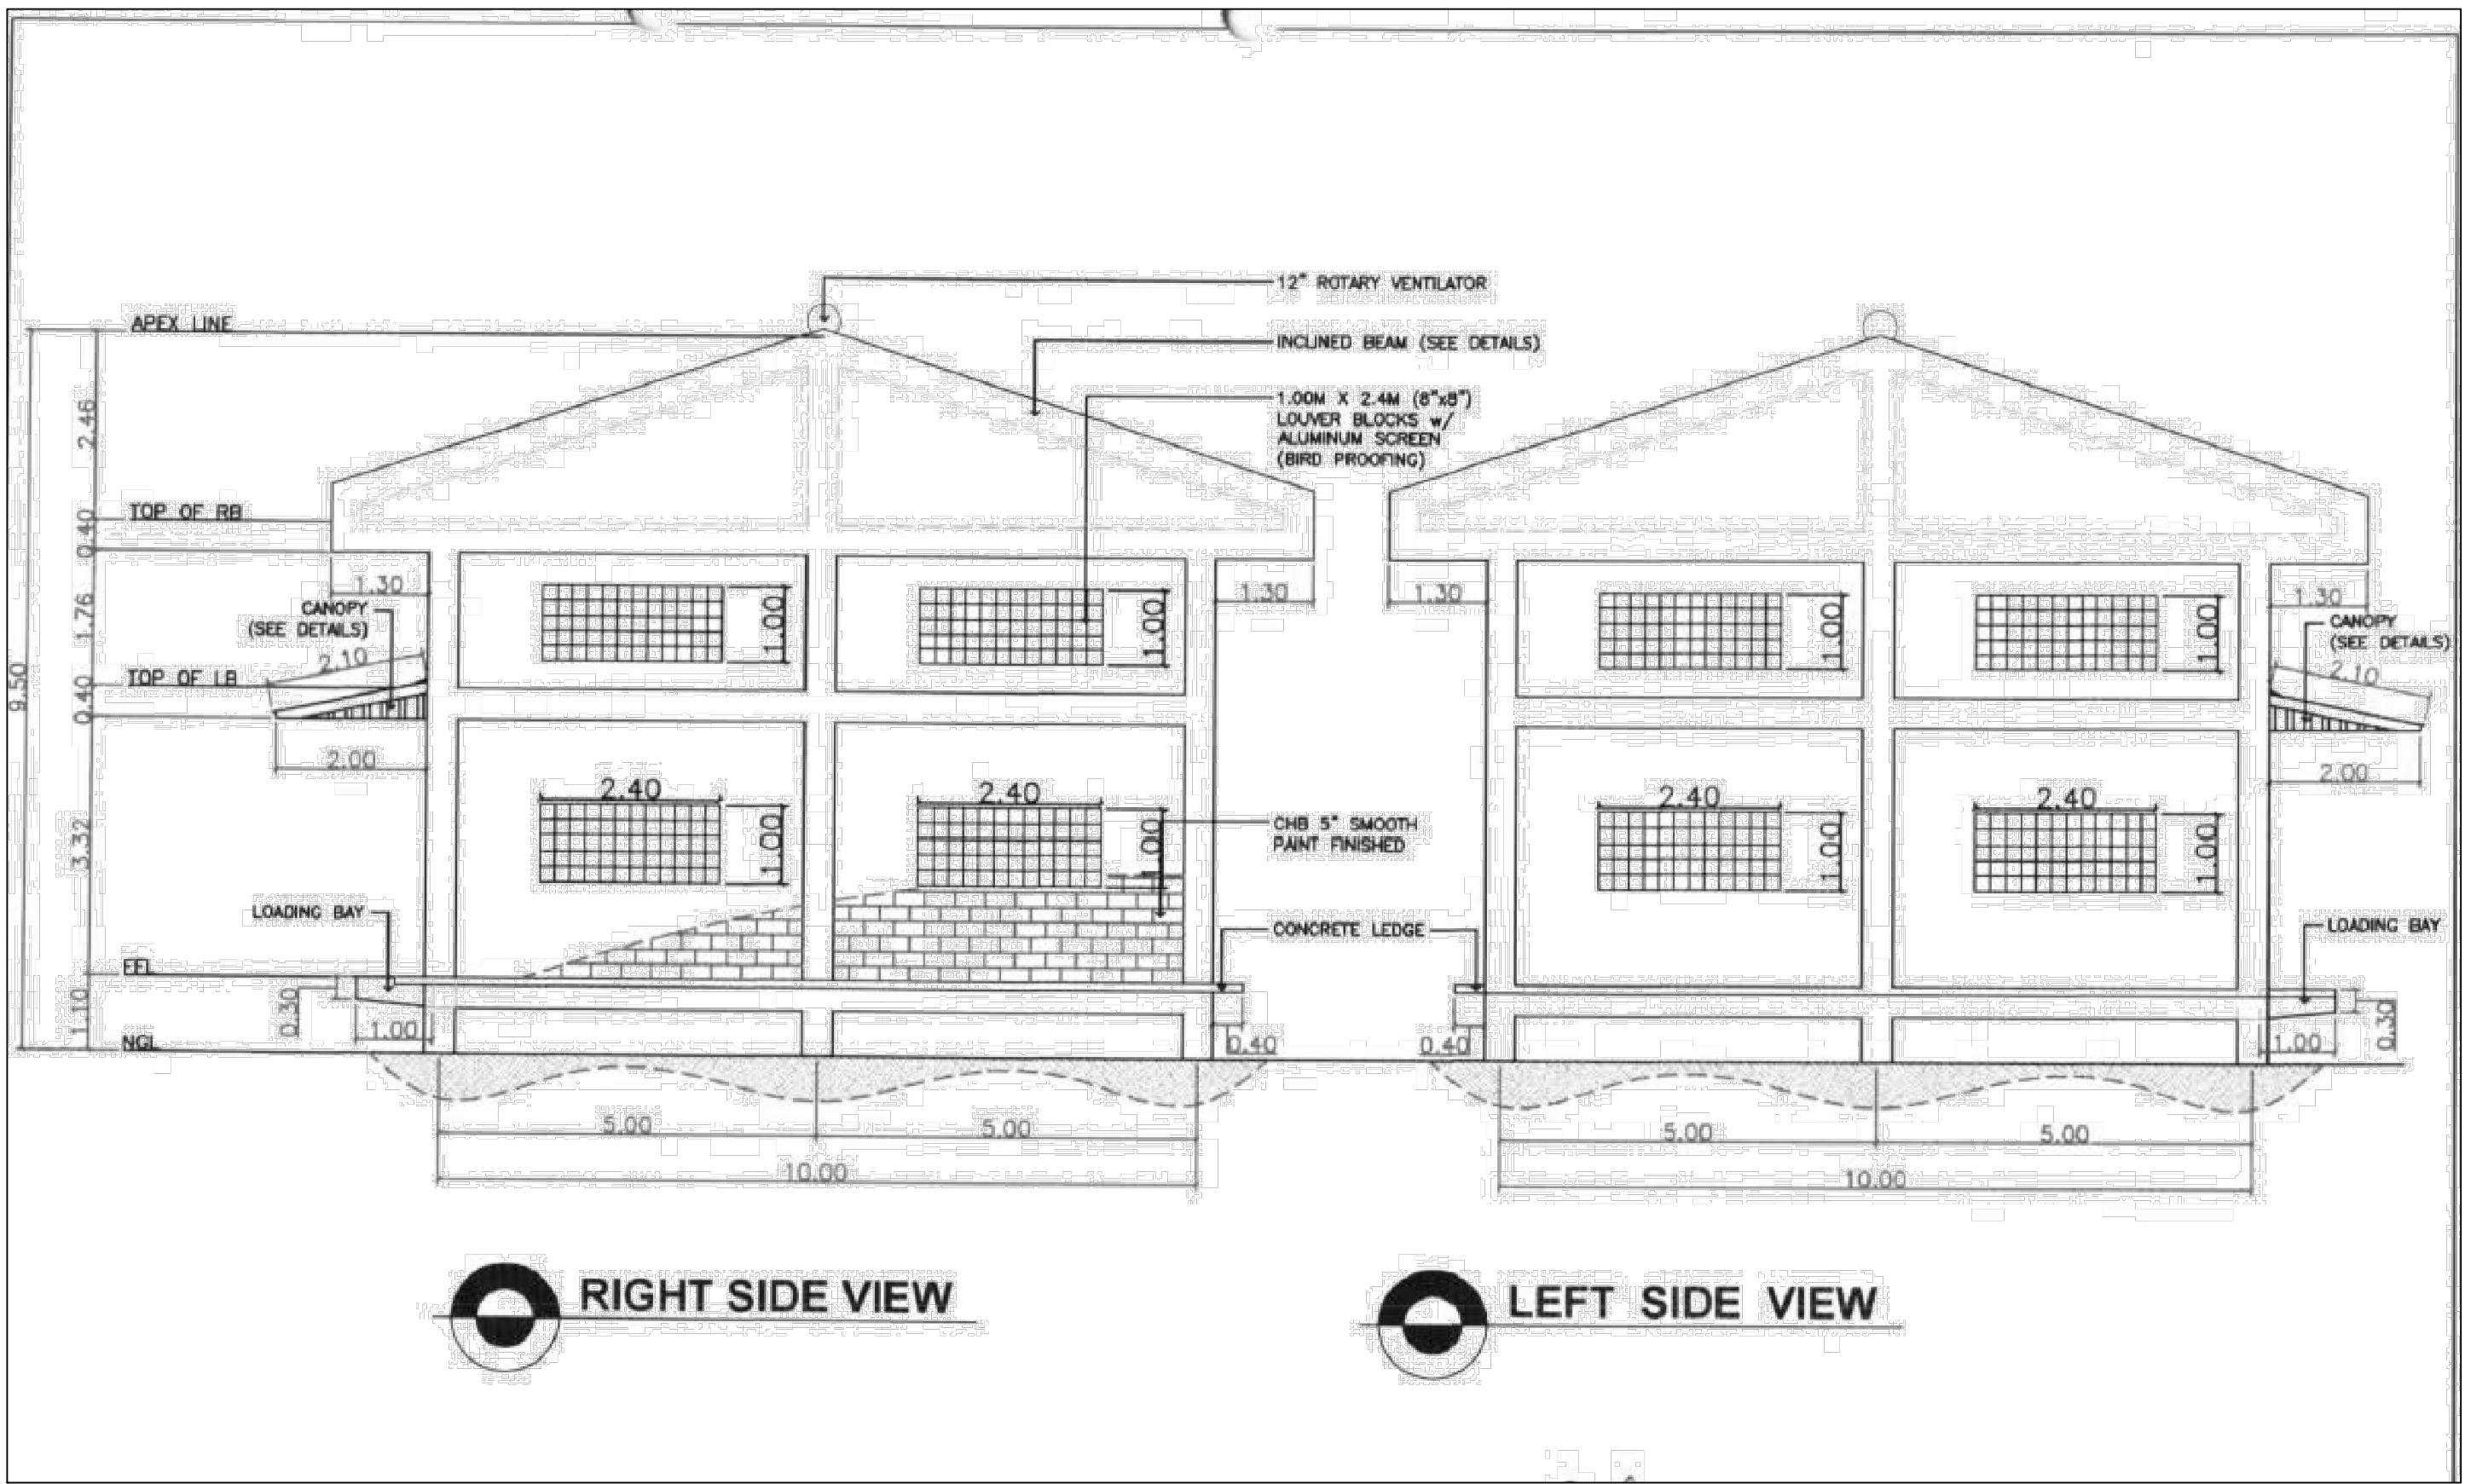 12" ROTARY VENTILATOR
APEX LINE
INCLINED BEAM (SEE DETAILS)
1.00M X 2.4M (8"x8")
LOUVER BLOCKS w/
ALUMINUM SCREEN
(BIRD PROOFING)
2.46
TOP OF RB
0.40
1.30
1.30
1.30
1.30
CANOPY
(SEE DETAILS)
1.00
1.00
1.00
1.00
CANOPY
(SEE DETAILS)
1.76
2.10
2.10
TOP OF LB
9.50
0.40
2.00
2.00
2.40
2.40
2.40
2.40
3.32
1.00
1.00
1.00
1.00
CHB 5" SMOOTH
PAINT FINISHED
LOADING BAY
CONCRETE LEDGE
LOADING BAY
FFL
1.10
0.30
1.00
0.40
0.40
1.00
0.30
NGL
5.00
5.00
5.00
5.00
10.00
10.00
RIGHT SIDE VIEW
LEFT SIDE VIEW